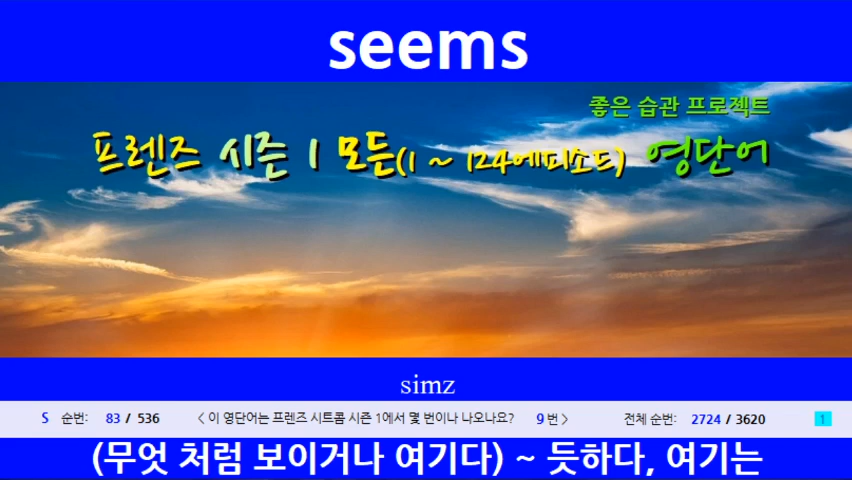 seems
좋은 습관 프로젝트
프렌즈 시즌 1 모든(1 ~ 124에피소드) 영단어
simz
S 순번: 83 / 536 < 이 영단어는 프렌즈 시트콤 시즌 1에서 몇 번이나 나오나요? 9 번 > 전체 순번: 2724 / 3620 1
(무엇 처럼 보이거나 여기다) ~ 듯하다, 여기는